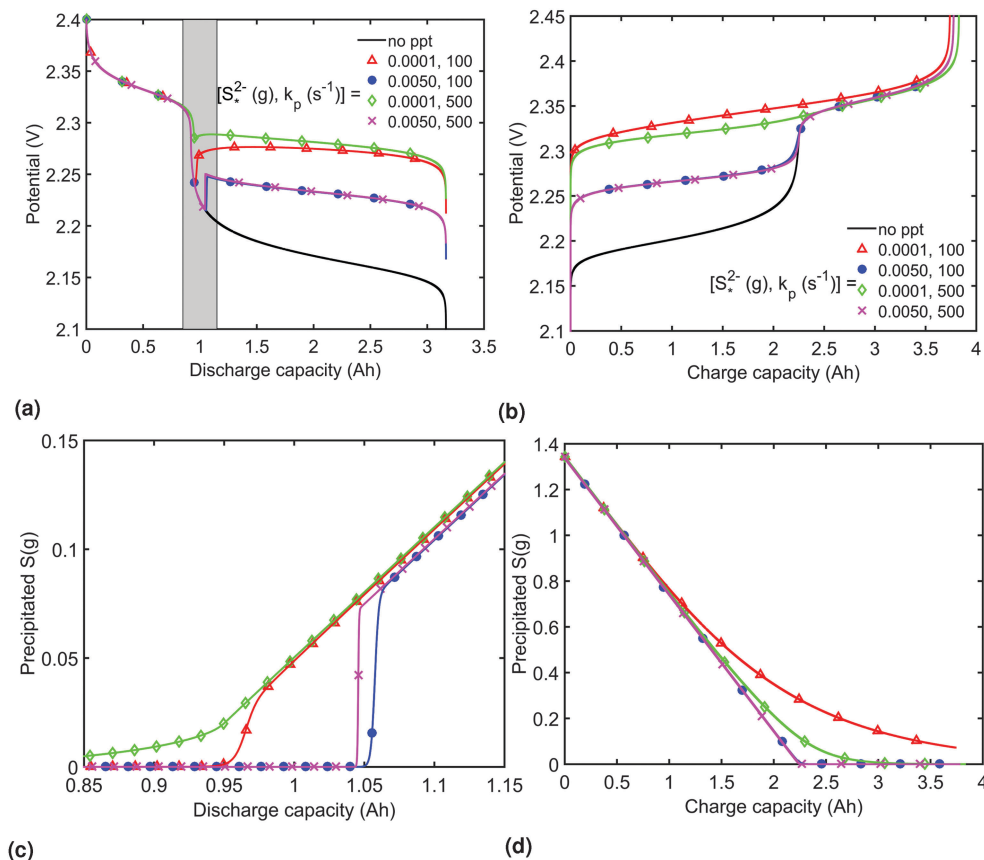 2.4
2.35
2.3
2.25
2.2
2.15
2.1
Potential (V)
0 0.5 1 1.5 2 2.5 3 3.5
Discharge capacity (Ah)
no ppt
0.0001, 100
0.0050, 100
0.0001, 500
0.0050, 500
[S*2- (g), kp (s-1)] =
(a)
2.45
2.4
2.35
2.3
2.25
2.2
2.15
2.1
Potential (V)
0 0.5 1 1.5 2 2.5 3 3.5 4
Charge capacity (Ah)
no ppt
0.0001, 100
0.0050, 100
0.0001, 500
0.0050, 500
[S*2- (g), kp (s-1)] =
(b)
0.15
0.1
0.05
0
Precipitated S(g)
0.85 0.9 0.95 1 1.05 1.1 1.15
Discharge capacity (Ah)
(c)
1.4
1.2
1
0.8
0.6
0.4
0.2
0
Precipitated S(g)
0 0.5 1 1.5 2 2.5 3 3.5 4
Charge capacity (Ah)
(d)